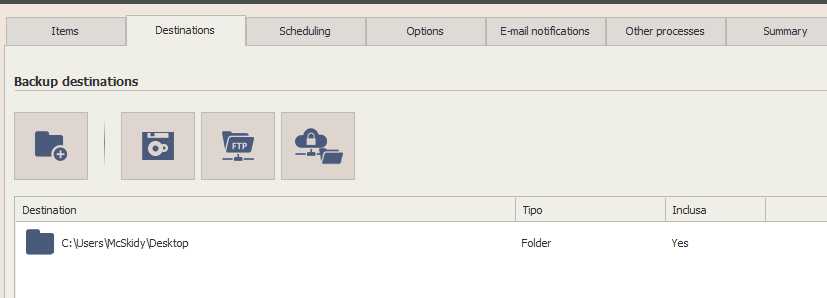 Items Destinations Scheduling Options E-mail notifications Other processes Summary
Backup destinations
FTP
Destination Tipo Inclusa
C:\Users\McSkidy\Desktop Folder Yes